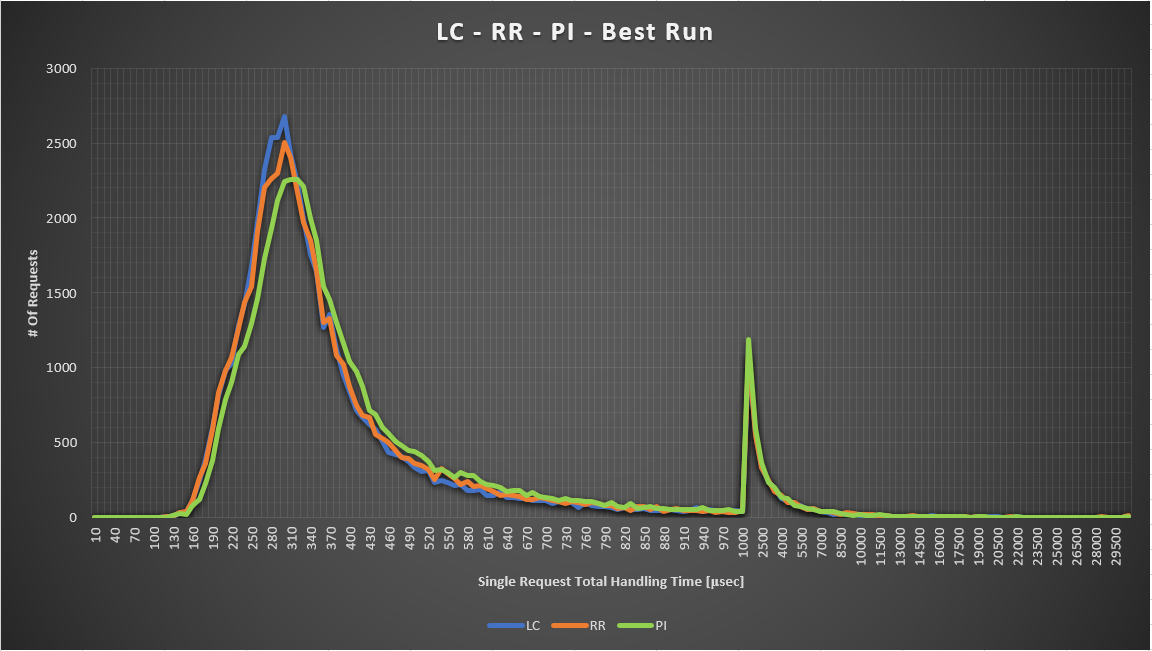 LC - RR - PI - Best Run
3000
2500
2000
1500
1000
500
0
# Of Requests
10 40 70 100 130 160 190 220 250 280 310 340 370 400 430 460 490 520 550 580 610 640 670 700 730 760 790 820 850 880 910 940 970 1000 2500 4000 5500 7000 8500 10000 11500 13000 14500 16000 17500 19000 20500 22000 23500 25000 26500 28000 29500
Single Request Total Handling Time [μsec]
LC RR PI